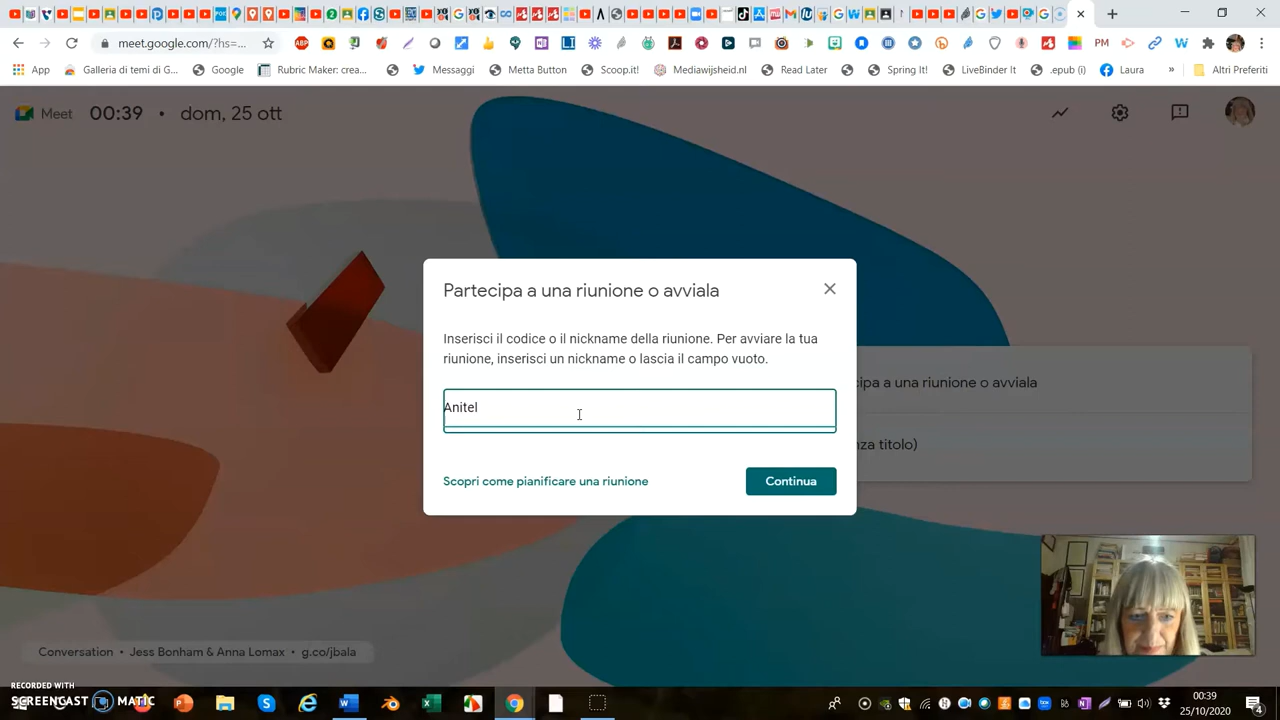 meet.google.com/?hs=...
App
Galleria di temi di G...
Google
Rubric Maker: crea...
Messaggi
Metta Button
Scoop.it!
Mediawijsheid.nl
Read Later
Spring It!
LiveBinder It
.epub (i)
Laura
»
Altri Preferiti
Meet 00:39 • dom, 25 ott
Partecipa a una riunione o avviala
Inserisci il codice o il nickname della riunione. Per avviare la tua
riunione, inserisci un nickname o lascia il campo vuoto.
Anitel
Scopri come pianificare una riunione
Continua
cipa a una riunione o avviala
nza titolo)
Conversation • Jess Bonham & Anna Lomax • g.co/jbala
RECORDED WITH
SCREENCAST MATIC
00:39
25/10/2020
4